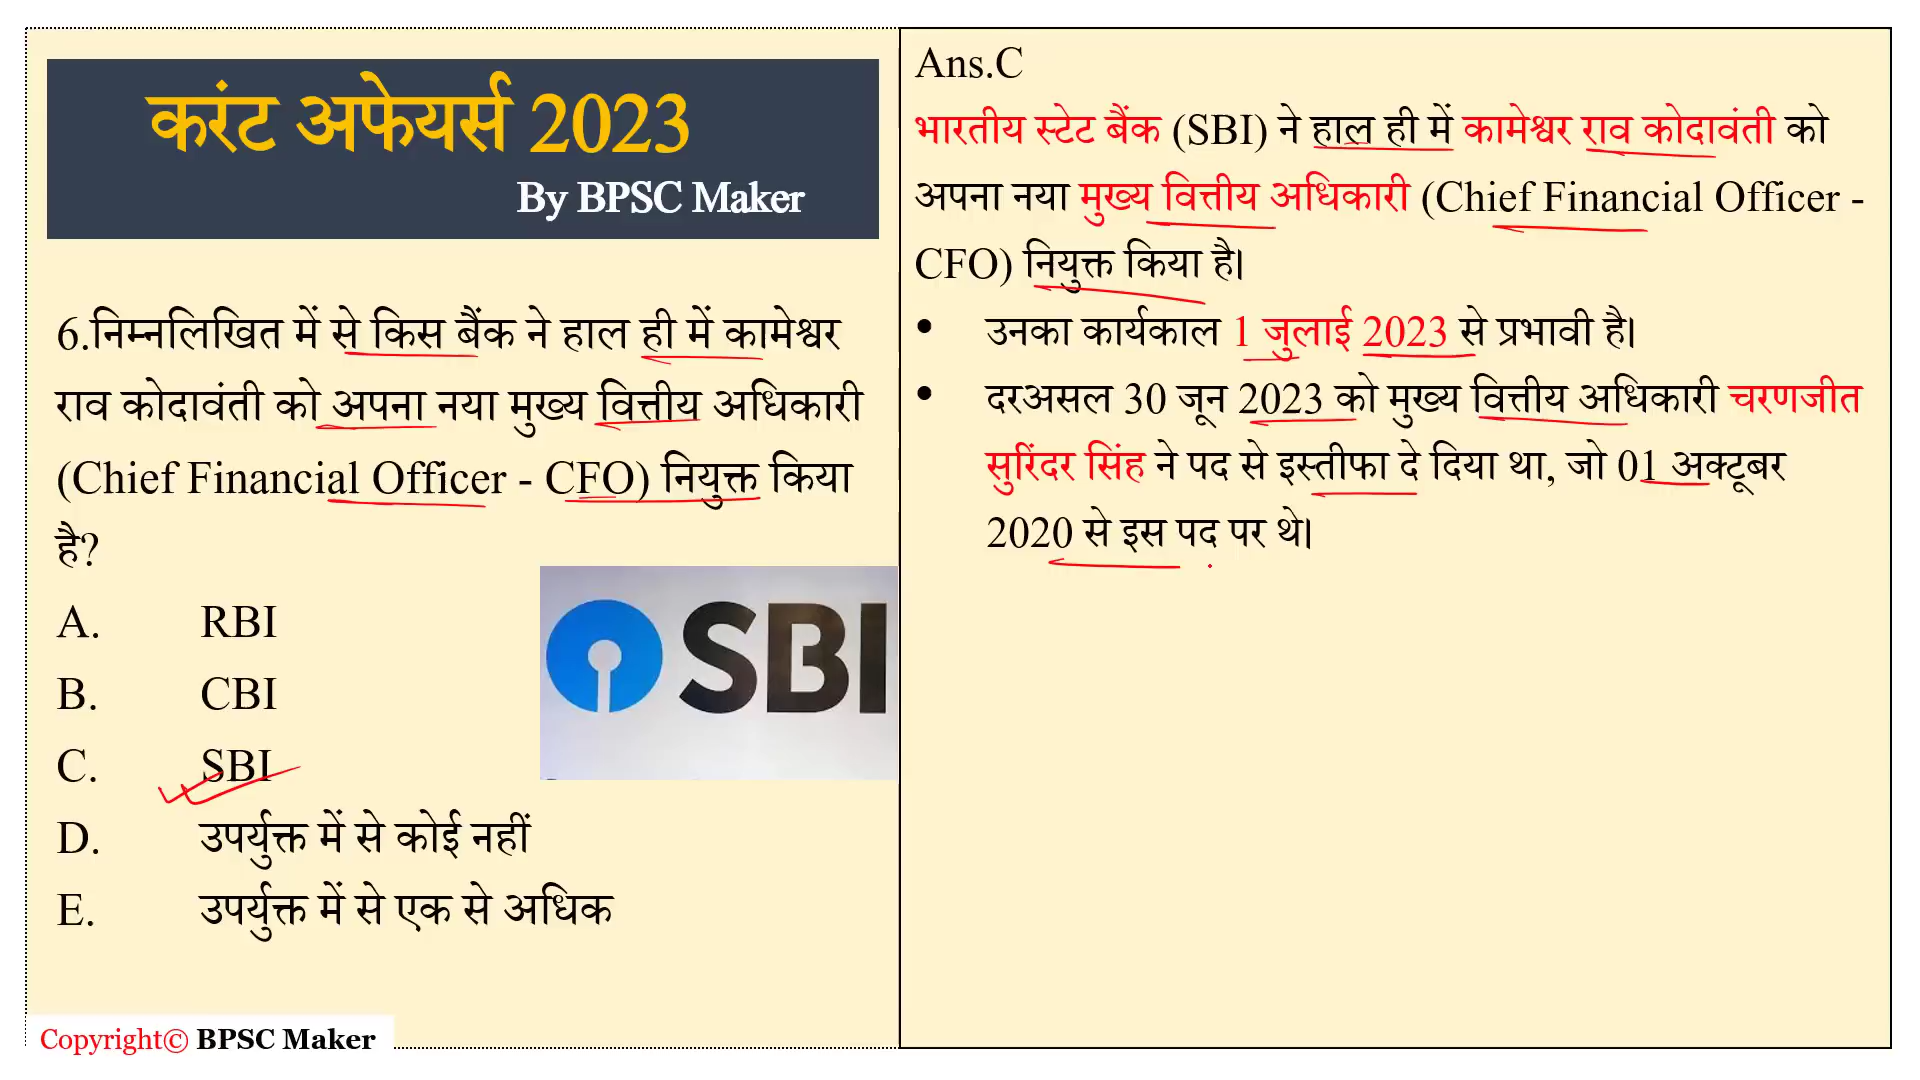 करंट अफेयर्स 2023
By BPSC Maker
6.निम्नलिखित में से किस बैंक ने हाल ही में कामेश्वर
राव कोदावंती को अपना नया मुख्य वित्तीय अधिकारी
(Chief Financial Officer - CFO) नियुक्त किया
है?
A. RBI
B. CBI
C. SBI
D. उपर्युक्त में से कोई नहीं
E. उपर्युक्त में से एक से अधिक
SBI
Copyright© BPSC Maker
Ans.C
भारतीय स्टेट बैंक (SBI) ने हाल ही में कामेश्वर राव कोदावंती को
अपना नया मुख्य वित्तीय अधिकारी (Chief Financial Officer -
CFO) नियुक्त किया है।
• उनका कार्यकाल 1 जुलाई 2023 से प्रभावी है।
• दरअसल 30 जून 2023 को मुख्य वित्तीय अधिकारी चरणजीत
सुरिंदर सिंह ने पद से इस्तीफा दे दिया था, जो 01 अक्टूबर
2020 से इस पद पर थे।